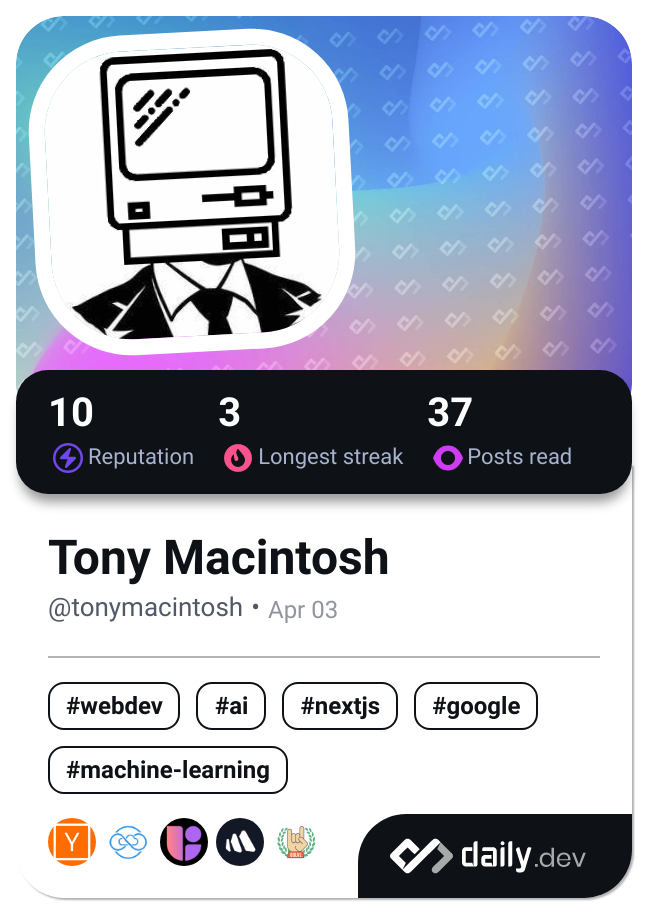 10 3 37
Reputation Longest streak Posts read
Tony Macintosh
@tonymacintosh • Apr 03
#webdev #ai #nextjs #google
#machine-learning
Y
daily.dev